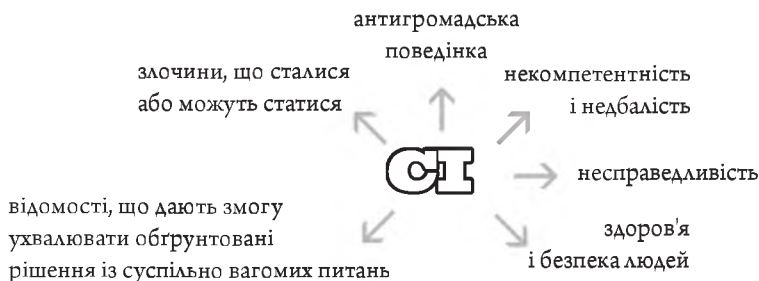 антигромадська
поведінка
злочини, що сталися
або можуть статися
некомпетентність
і недбалість
СІ
несправедливість
відомості, що дають змогу
ухвалювати обґрунтовані
рішення із суспільно вагомих питань
здоров'я
і безпека людей